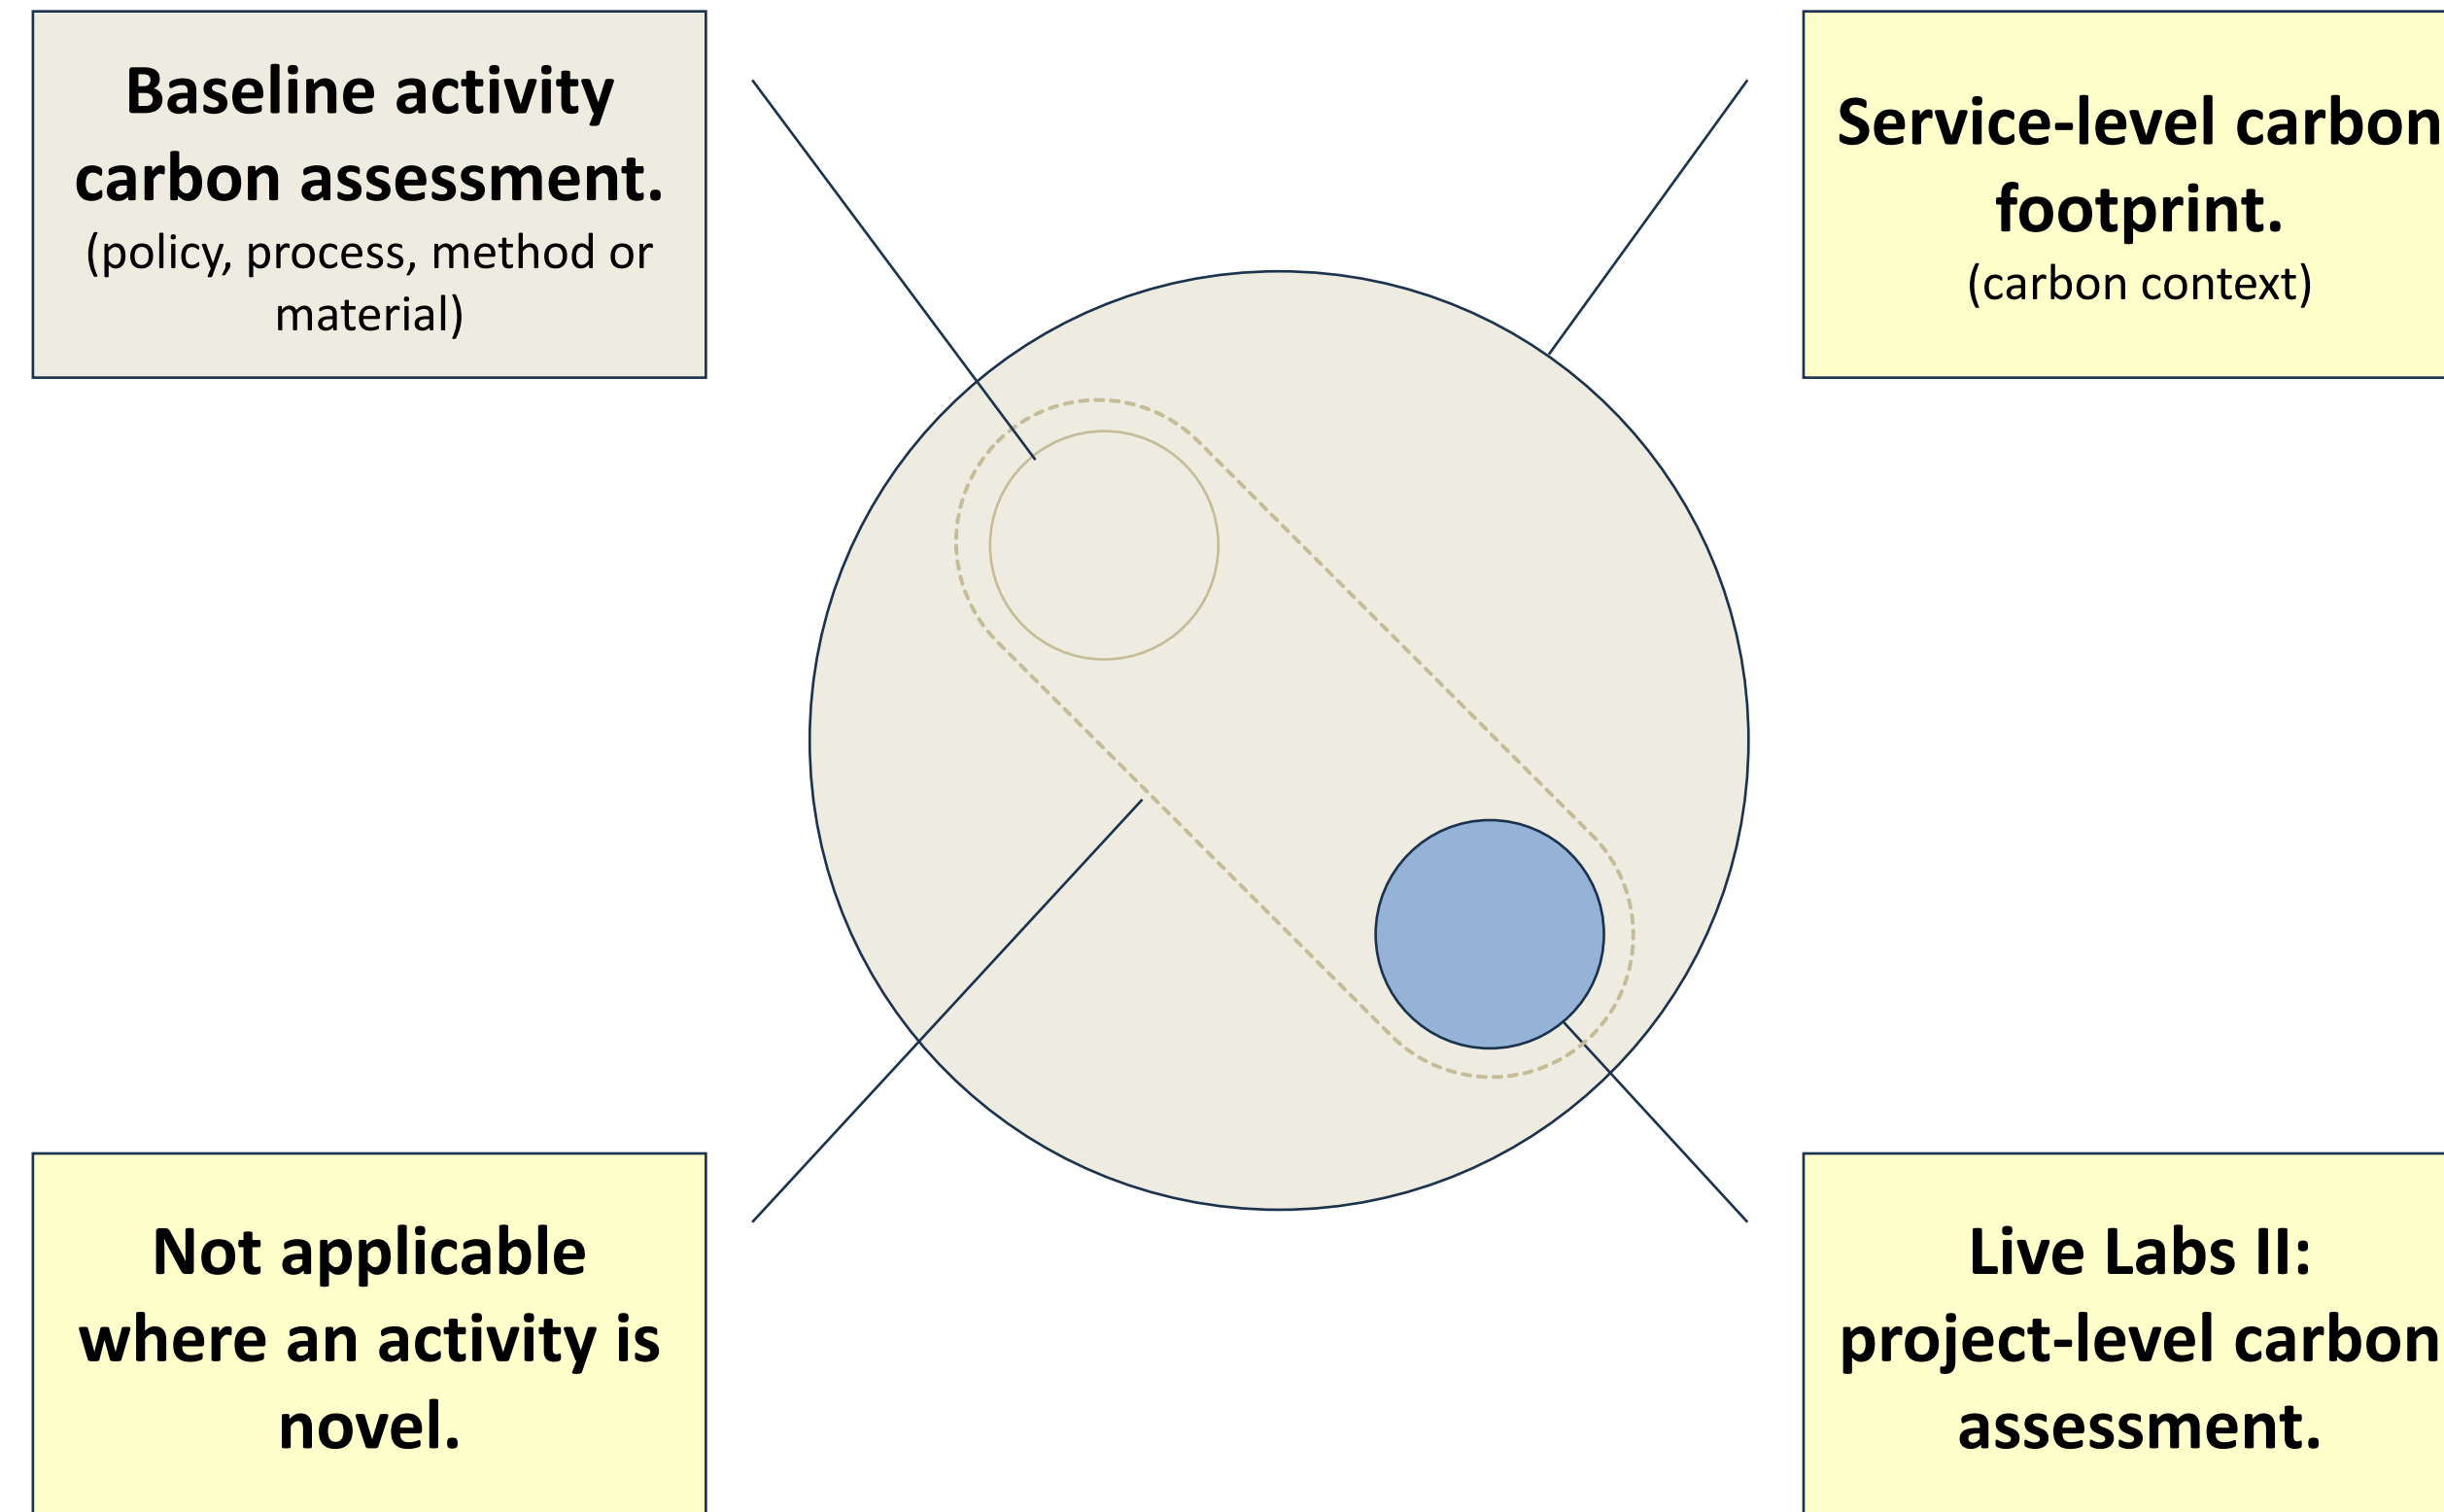 Baseline activity
carbon assessment.
(policy, process, method or
material)
Service-level carbon
footprint.
(carbon context)
Not applicable
where an activity is
novel.
Live Labs II:
project-level carbon
assessment.